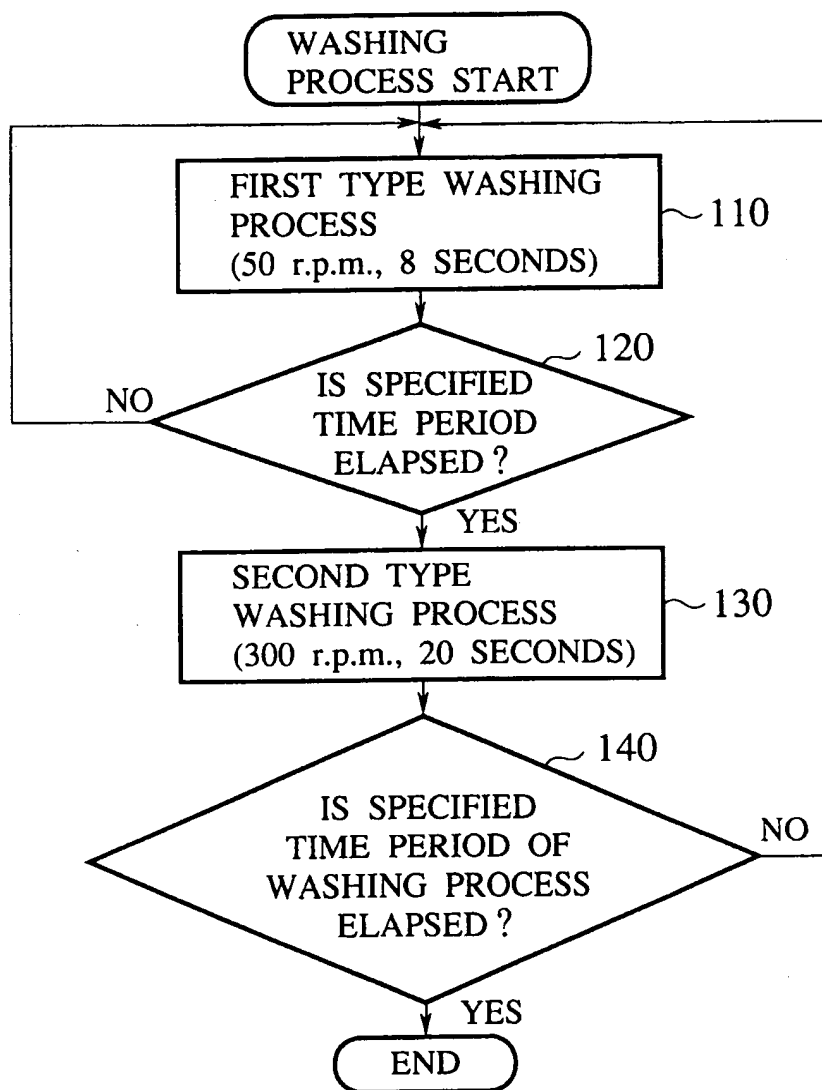 WASHING
PROCESS START
FIRST TYPE WASHING
PROCESS
(50 r.p.m., 8 SECONDS)
110
120
IS SPECIFIED
TIME PERIOD
ELAPSED?
NO
YES
SECOND TYPE
WASHING PROCESS
(300 r.p.m., 20 SECONDS)
130
140
IS SPECIFIED
TIME PERIOD OF
WASHING PROCESS
ELAPSED?
NO
YES
END